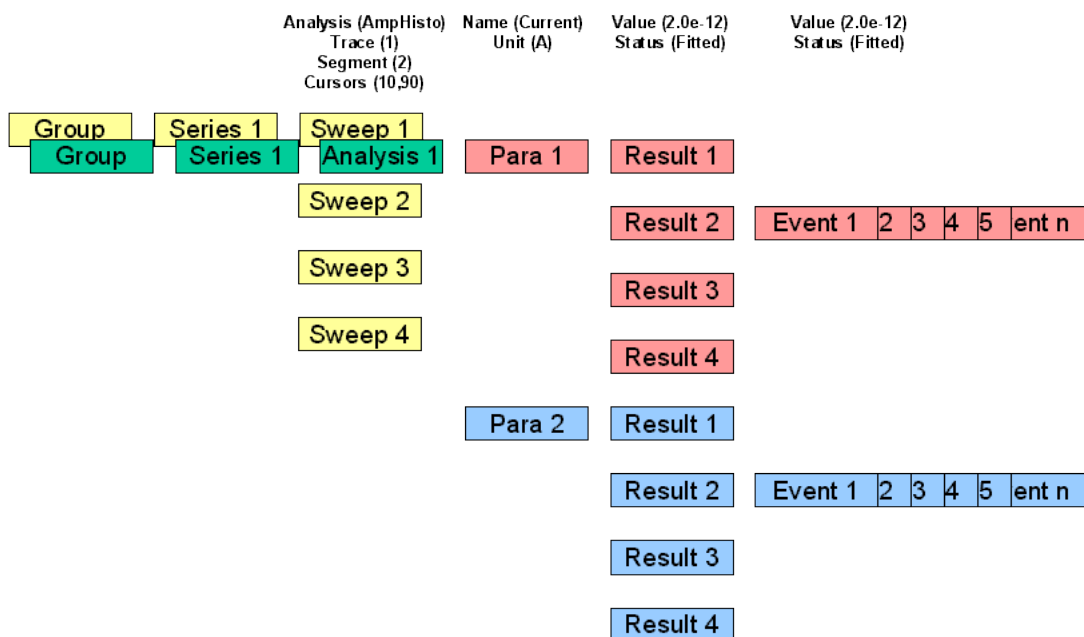 Analysis (AmpHisto) Name (Current) Value (2.0e-12) Value (2.0e-12)
Trace (1) Unit (A) Status (Fitted) Status (Fitted)
Segment (2)
Cursors (10,90)
Group Series 1 Sweep 1
Group Series 1 Analysis 1 Para 1 Result 1
Sweep 2
Result 2 Event 1 2 3 4 5 ent n
Sweep 3
Result 3
Sweep 4
Result 4
Para 2 Result 1
Result 2 Event 1 2 3 4 5 ent n
Result 3
Result 4